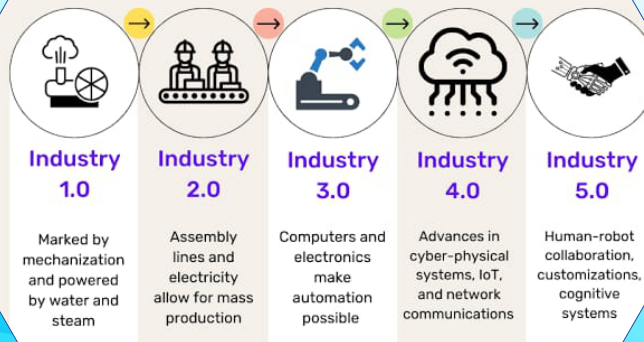 Industry
1.0
Marked by
mechanization
and powered
by water and
steam
Industry
2.0
Assembly
lines and
electricity
allow for mass
production
Industry
3.0
Computers and
electronics
make
automation
possible
Industry
4.0
Advances in
cyber-physical
systems, IoT,
and network
communications
Industry
5.0
Human-robot
collaboration,
customizations,
cognitive
systems